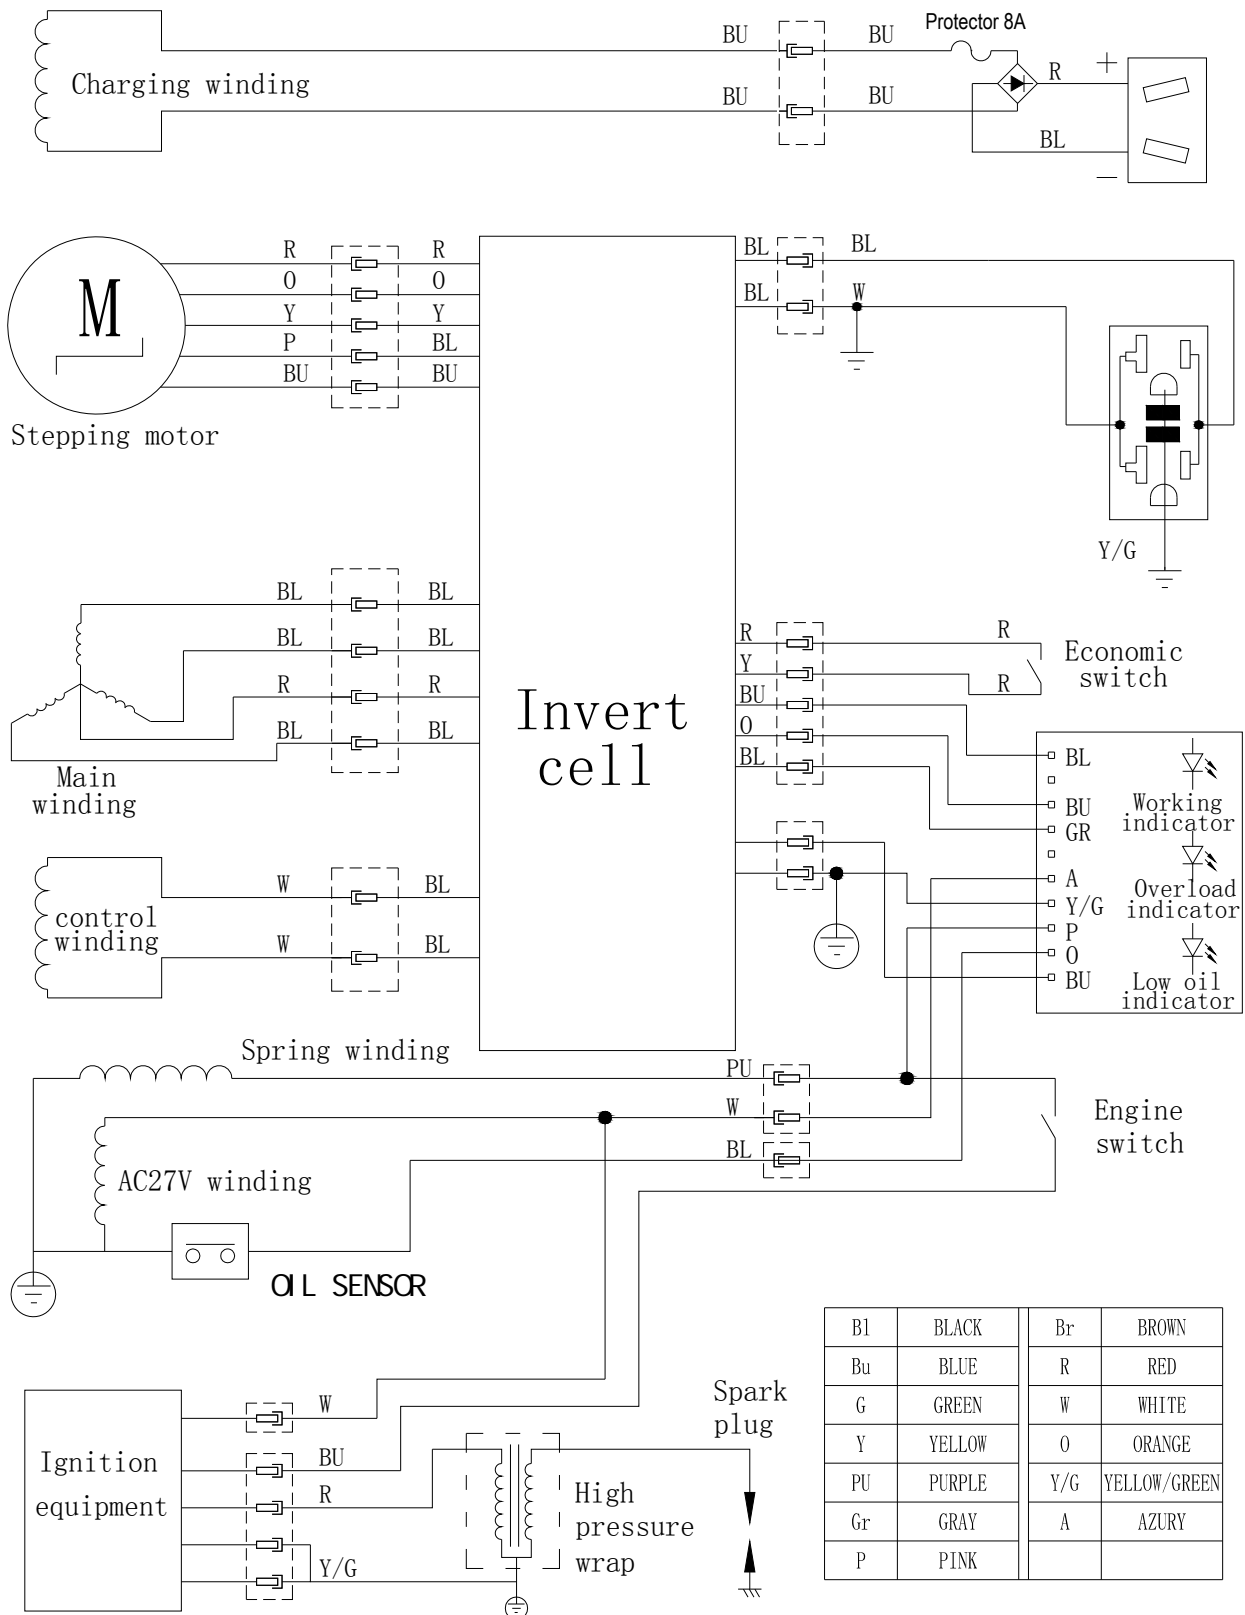 Protector 8A
BU
BU
Charging winding
R
+
BU
BU
BL
−
R
R
O
O
Y
Y
P
BL
BU
BU
M
Stepping motor
BL
BL
BL
W
Y/G
BL
BL
BL
BL
R
R
BL
BL
Main
winding
Invert
cell
R
R
Y
R
BU
O
BL
Economic
switch
BL
BU
GR
A
Y/G
P
O
BU
Working
indicator
Overload
indicator
Low oil
indicator
W
BL
control
winding
W
BL
Spring winding
PU
W
BL
Engine
switch
AC27V winding
OIL SENSOR
Ignition
equipment
W
BU
R
Y/G
High
pressure
wrap
Spark
plug
Bl BLACK Br BROWN
Bu BLUE R RED
G GREEN W WHITE
Y YELLOW O ORANGE
PU PURPLE Y/G YELLOW/GREEN
Gr GRAY A AZURY
P PINK